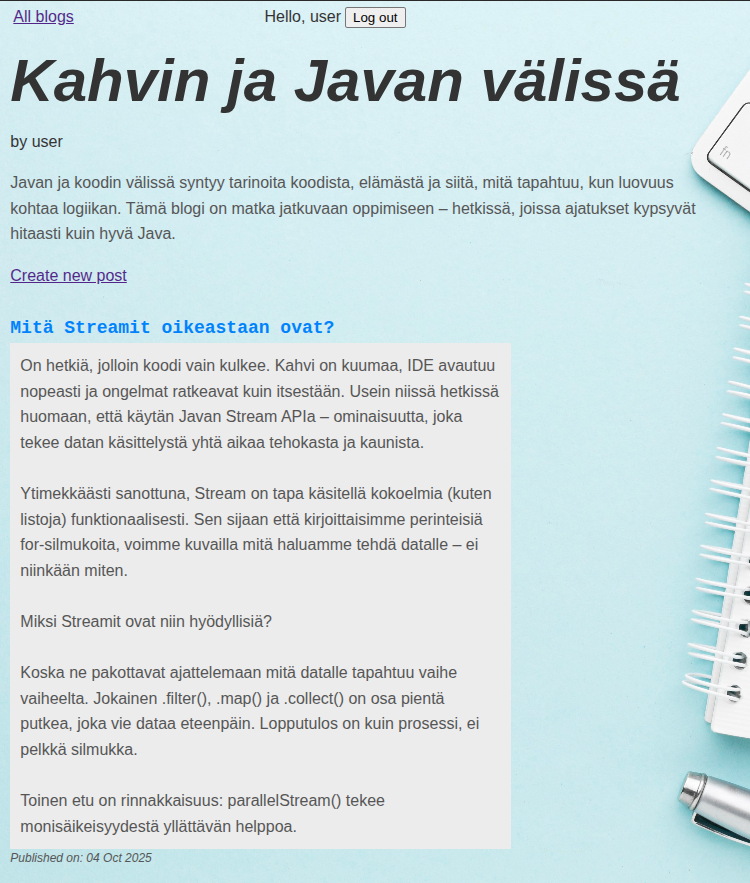 All blogs
Hello, user Log out
Kahvin ja Javan välissä
by user
Javan ja koodin välissä syntyy tarinoita koodista, elämästä ja siitä, mitä tapahtuu, kun luovuus
kohtaa logiikan. Tämä blogi on matka jatkuvaan oppimiseen – hetkissä, joissa ajatukset kypsyvät
hitaasti kuin hyvä Java.
Create new post
Mitä Streamit oikeastaan ovat?
On hetkiä, jolloin koodi vain kulkee. Kahvi on kuumaa, IDE avautuu
nopeasti ja ongelmat ratkeavat kuin itsestään. Usein niissä hetkissä
huomaan, että käytän Javan Stream APIa – ominaisuutta, joka
tekee datan käsittelystä yhtä aikaa tehokasta ja kaunista.
Ytimekkäästi sanottuna, Stream on tapa käsitellä kokoelmia (kuten
listoja) funktionaalisesti. Sen sijaan että kirjoittaisimme perinteisiä
for-silmukoita, voimme kuvailla mitä haluamme tehdä datalle – ei
niinkään miten.
Miksi Streamit ovat niin hyödyllisiä?
Koska ne pakottavat ajattelemaan mitä datalle tapahtuu vaihe
vaiheelta. Jokainen .filter(), .map() ja .collect() on osa pientä
putkea, joka vie dataa eteenpäin. Lopputulos on kuin prosessi, ei
pelkkä silmukka.
Toinen etu on rinnakkaisuus: parallelStream() tekee
monisäikeisyydestä yllättävän helppoa.
Published on: 04 Oct 2025
fn